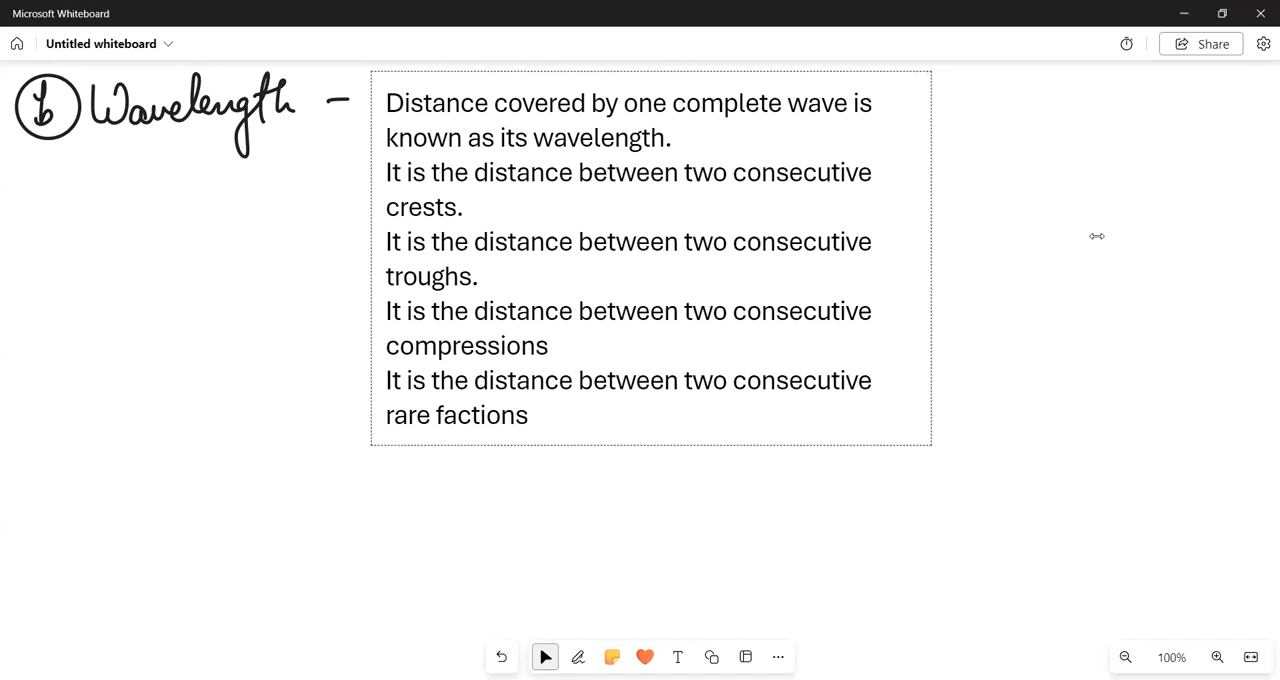 Microsoft Whiteboard
Untitled whiteboard
Share
b Wavelength -
Distance covered by one complete wave is
known as its wavelength.
It is the distance between two consecutive
crests.
It is the distance between two consecutive
troughs.
It is the distance between two consecutive
compressions
It is the distance between two consecutive
rare factions
100%